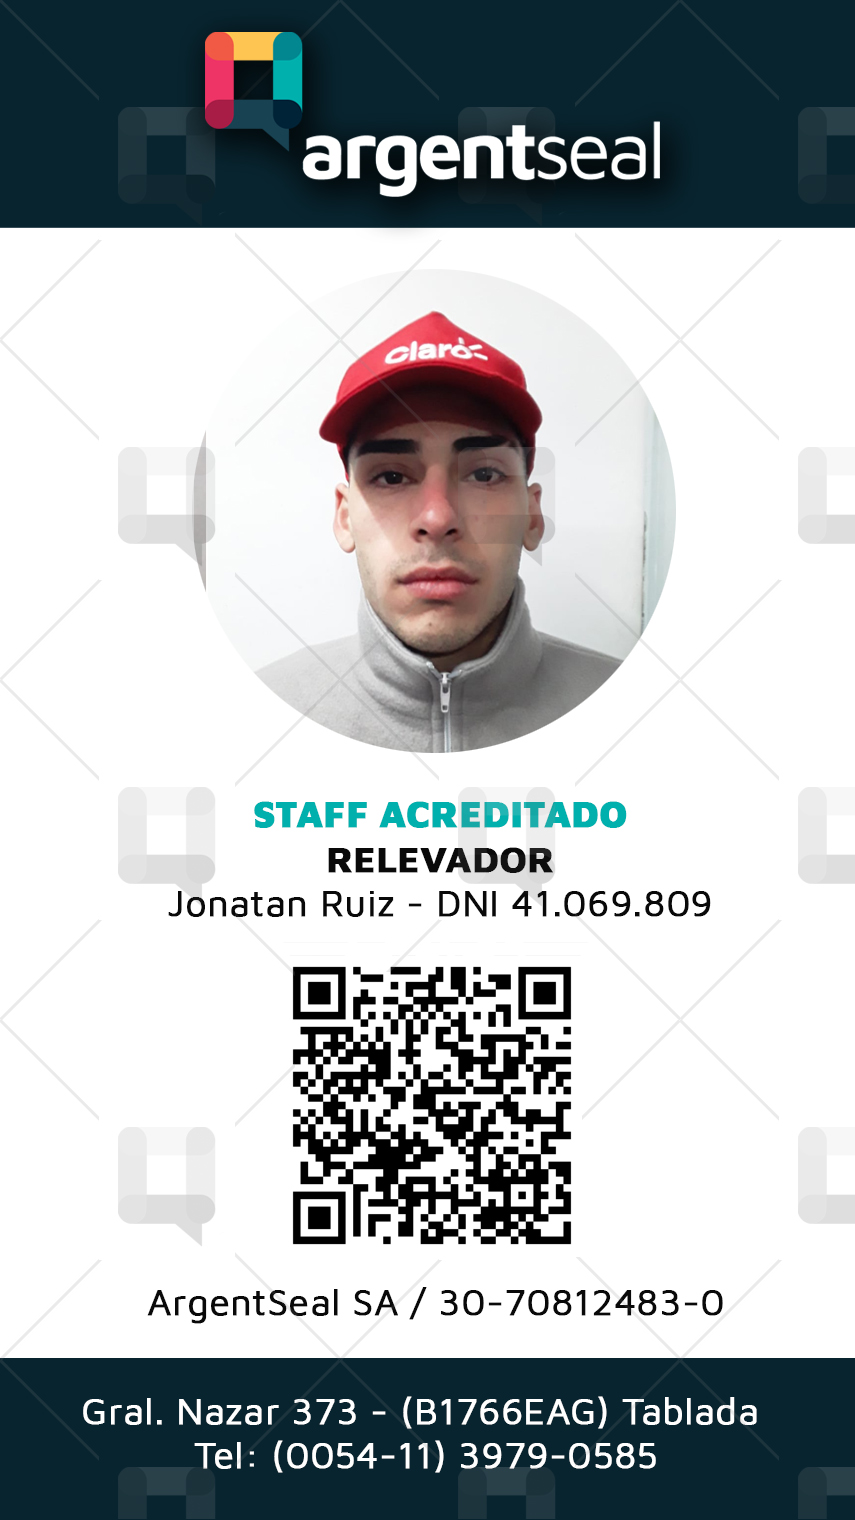 argentseal
Claro
STAFF ACREDITADO
RELEVADOR
Jonatan Ruiz - DNI 41.069.809
ArgentSeal SA / 30-70812483-0
Gral. Nazar 373 - (B1766EAG) Tablada
Tel: (0054-11) 3979-0585